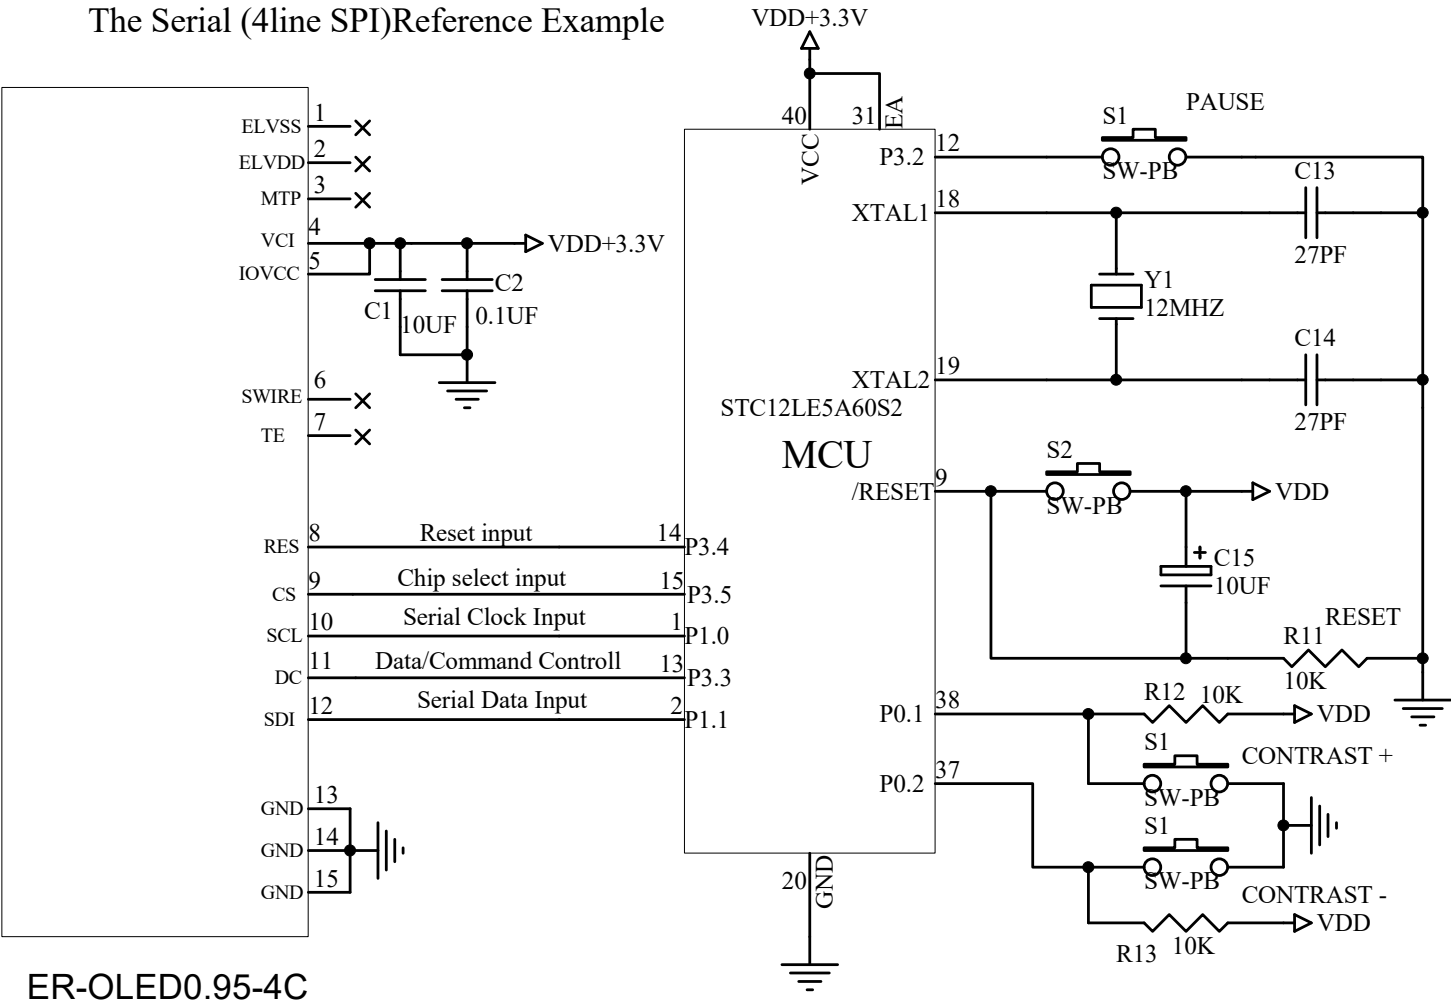 The Serial (4line SPI)Reference Example
VDD+3.3V
ELVSS 1
ELVDD 2
MTP 3
VCI 4
IOVCC 5
VDD+3.3V
C1 10UF
C2 0.1UF
SWIRE 6
TE 7
RES 8 Reset input 14 P3.4
CS 9 Chip select input 15 P3.5
SCL 10 Serial Clock Input 1 P1.0
DC 11 Data/Command Controll 13 P3.3
SDI 12 Serial Data Input 2 P1.1
GND 13
GND 14
GND 15
ER-OLED0.95-4C
40 VCC
31 EA
P3.2 12
XTAL1 18
XTAL2 19
STC12LE5A60S2
MCU
/RESET 9
P0.1 38
P0.2 37
20 GND
S1 PAUSE
SW-PB
C13
27PF
Y1
12MHZ
C14
27PF
S2
SW-PB
VDD
C15
10UF
RESET
R11
10K
R12 10K
VDD
S1
CONTRAST +
SW-PB
S1
SW-PB
CONTRAST -
VDD
R13 10K